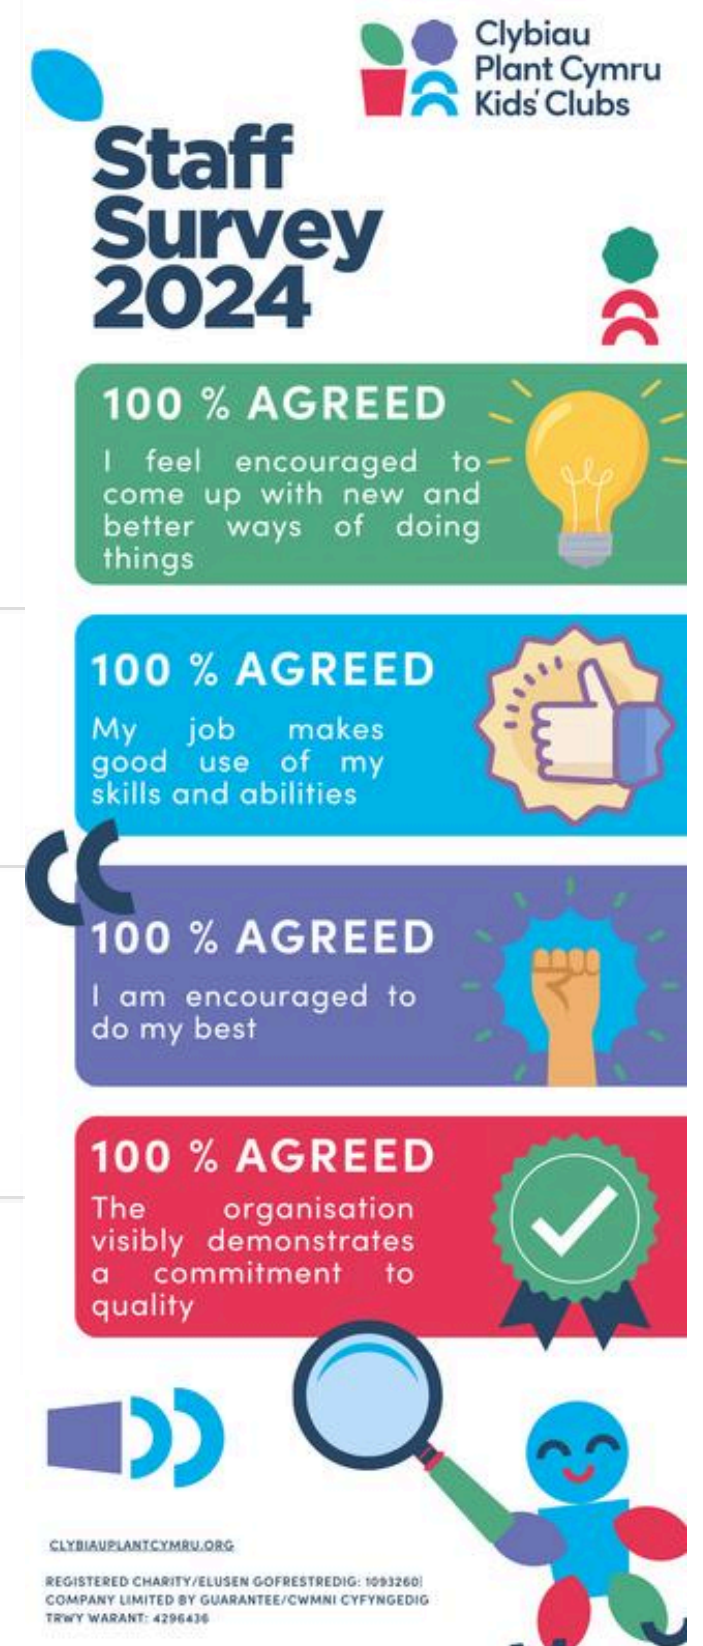 Clybiau
Plant Cymru
Kids' Clubs
Staff
Survey
2024
100 % AGREED
I feel encouraged to
come up with new and
better ways of doing
things
100 % AGREED
My job makes
good use of my
skills and abilities
100 % AGREED
I am encouraged to
do my best
100 % AGREED
The organisation
visibly demonstrates
a commitment to
quality
CLYBIAUPLANTCYMRU.ORG
REGISTERED CHARITY/ELUSEN GOFRESTREDIG: 1093260|
COMPANY LIMITED BY GUARANTEE/CWMNI CYFYNGEDIG
TRWY WARANT: 4296436